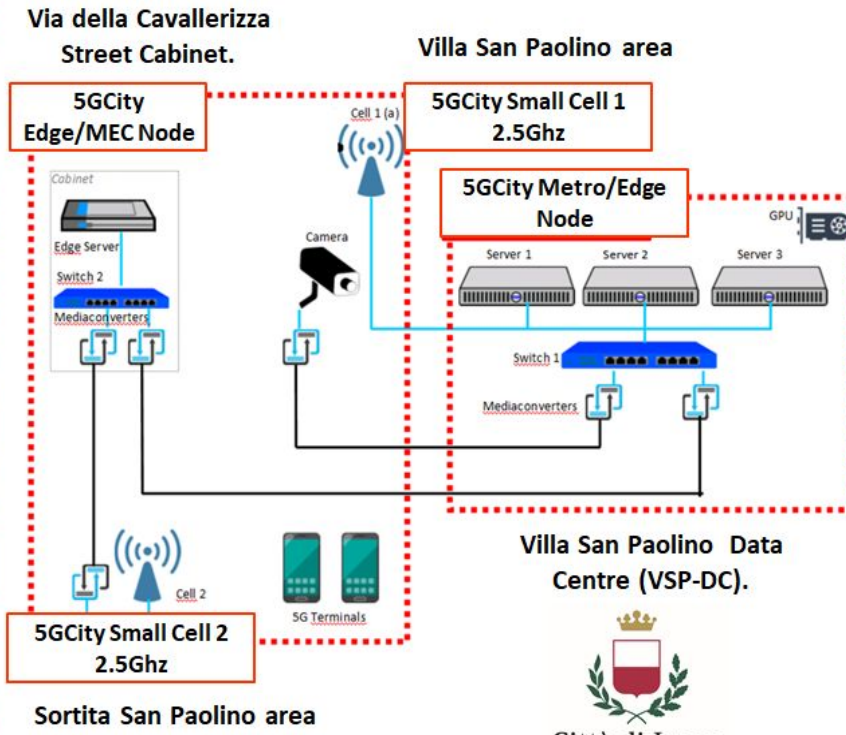 Via della Cavallerizza
Street Cabinet.
Villa San Paolino area
5GCity
Edge/MEC Node
Cell 1 (a)
5GCity Small Cell 1
2.5Ghz
Cabinet
5GCity Metro/Edge
Node
GPU
Edge Server
Camera
Server 1
Server 2
Server 3
Switch 2
Mediaconverters
Switch 1
Mediaconverters
Cell 2
5G Terminals
Villa San Paolino Data
Centre (VSP-DC).
5GCity Small Cell 2
2.5Ghz
Sortita San Paolino area